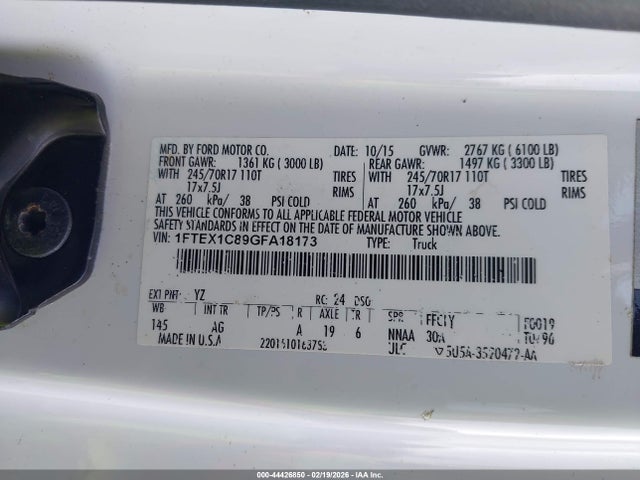 MFD. BY FORD MOTOR CO. DATE: 10/15 GVWR: 2767 KG ( 6100 LB)
FRONT GAWR: 1361 KG ( 3000 LB) REAR GAWR: 1497 KG ( 3300 LB)
WITH 245/70R17 110T TIRES WITH 245/70R17 110T TIRES
17x7.5J RIMS 17x7.5J RIMS
AT 260 kPa/ 38 PSI COLD AT 260 kPa/ 38 PSI COLD
THIS VEHICLE CONFORMS TO ALL APPLICABLE FEDERAL MOTOR VEHICLE
SAFETY STANDARDS IN EFFECT ON THE DATE OF MANUFACTURE SHOWN ABOVE.
VIN: 1FTEX1C89GFA18173 TYPE: Truck
EXT PNT: YZ RC: 24 DSO:
WB INT TR TP/PS R AXLE TR SPR
145 AG A 19 6 NNAA 30A
MADE IN U.S.A.
000-44426850 - 02/19/2026 - IAAI.COM